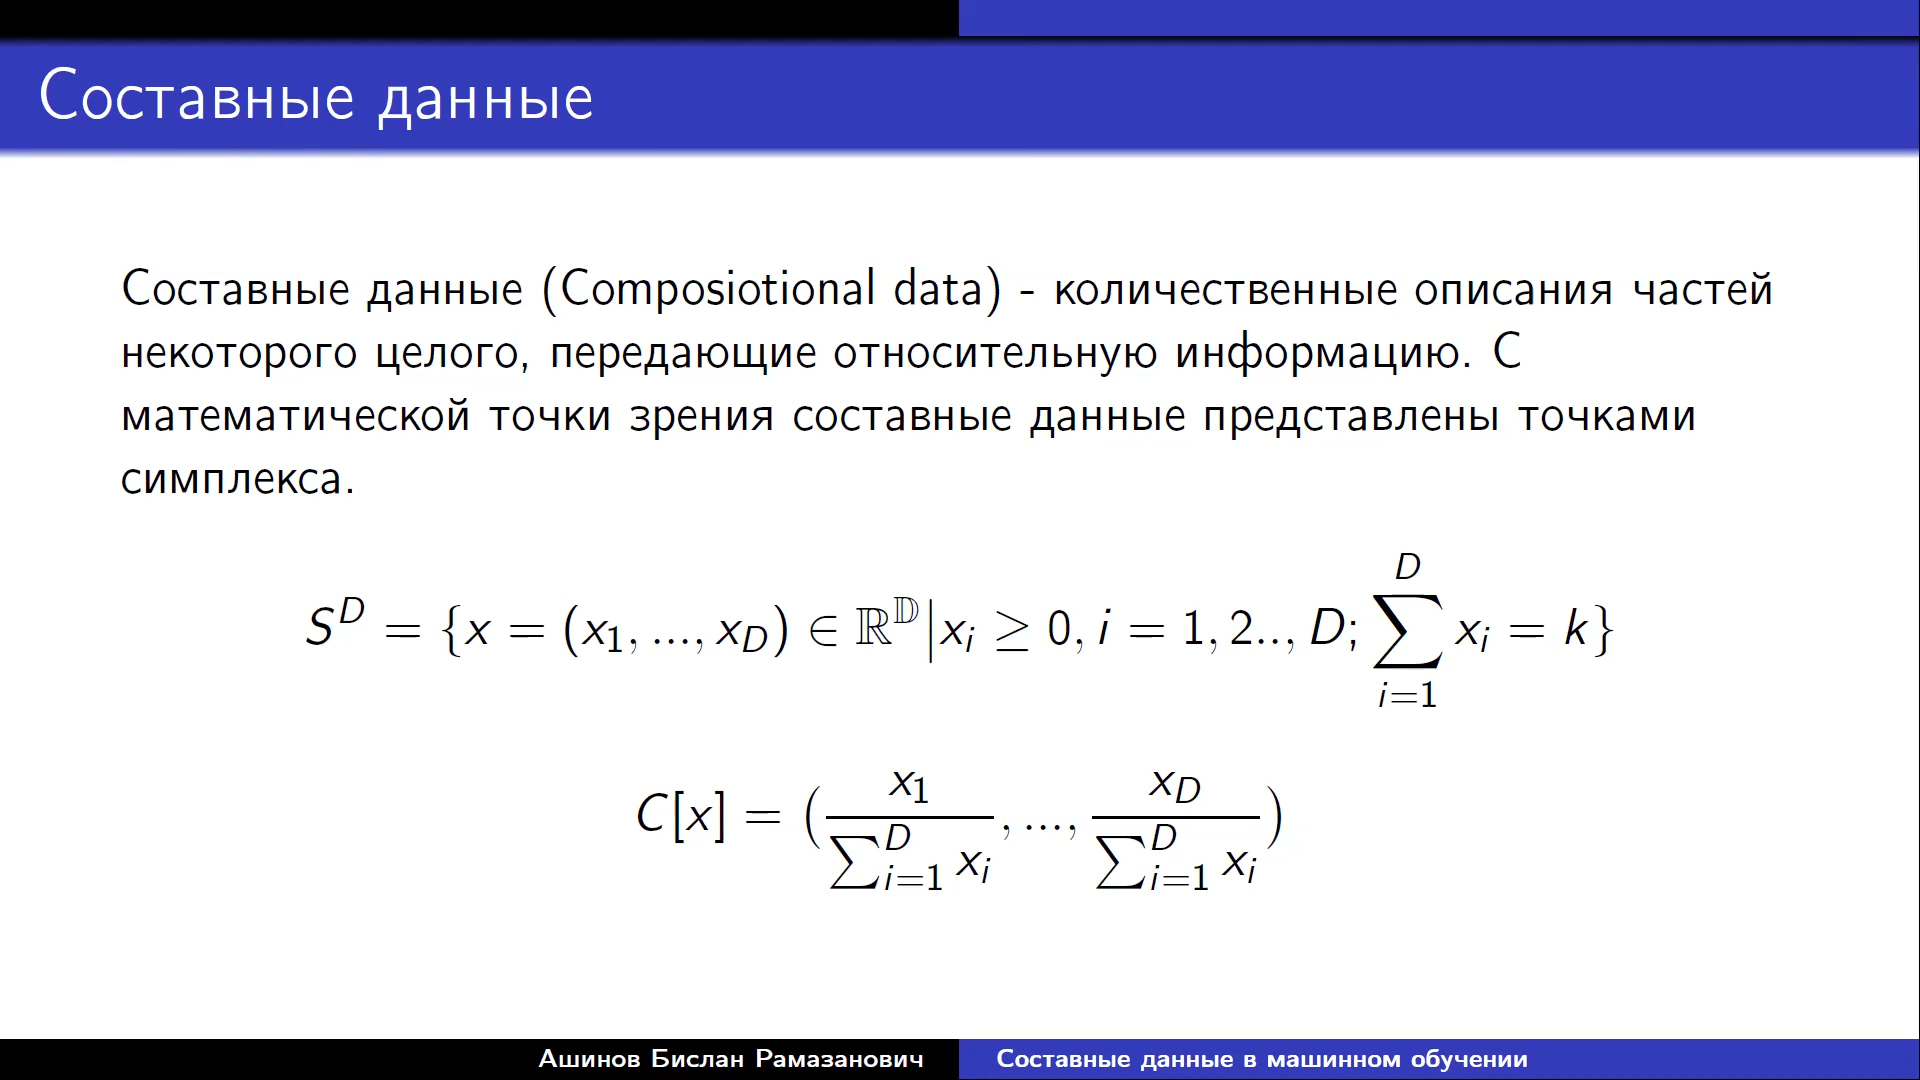 Составные данные
Составные данные (Composiotional data) - количественные описания частей
некоторого целого, передающие относительную информацию. С
математической точки зрения составные данные представлены точками
симплекса.
S^D = {x = (x_1, ..., x_D) ∈ ℝ^𝔻 | x_i ≥ 0, i = 1, 2.., D; ∑_{i=1}^{D} x_i = k}
C[x] = (x_1 / ∑_{i=1}^{D} x_i, ..., x_D / ∑_{i=1}^{D} x_i)
Ашинов Бислан Рамазанович
Составные данные в машинном обучении